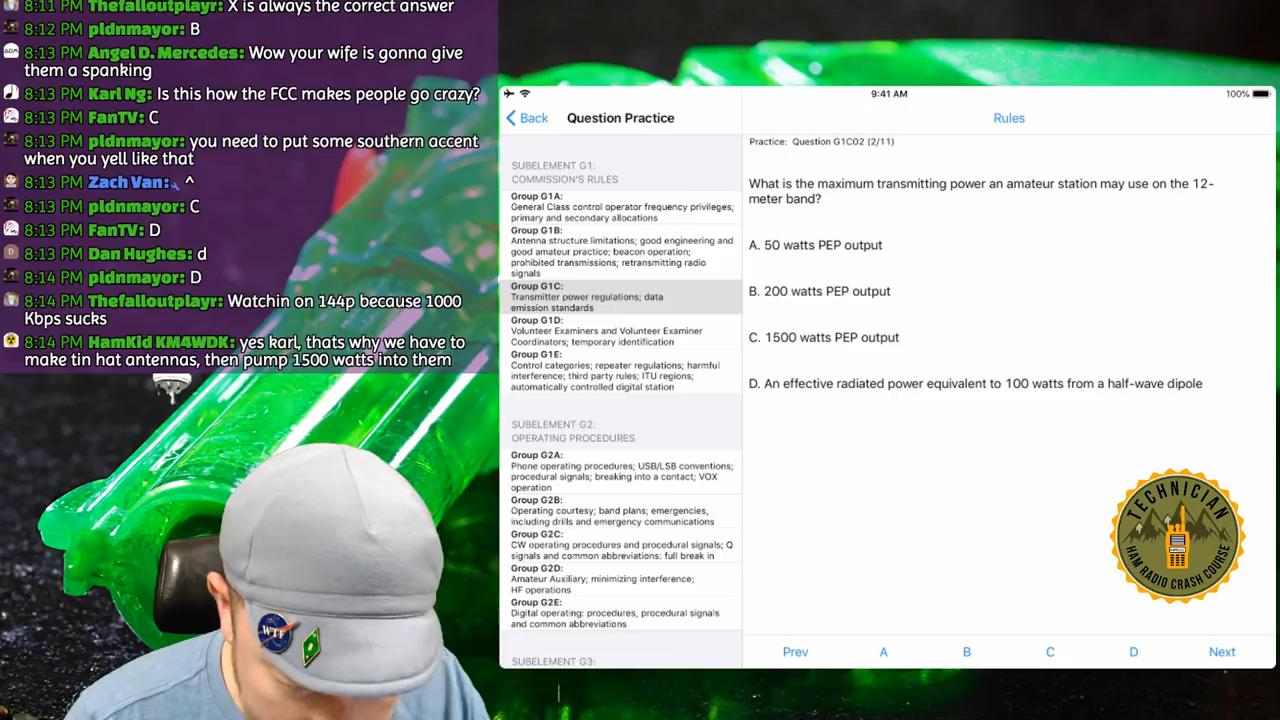 8:11 PM Thefalloutplayr: X is always the correct answer
8:12 PM pldnmayor: B
8:13 PM Angel D. Mercedes: Wow your wife is gonna give
them a spanking
8:13 PM Karl Ng: Is this how the FCC makes people go crazy?
8:13 PM FanTV: C
8:13 PM pldnmayor: you need to put some southern accent
when you yell like that
8:13 PM Zach Van: ^
8:13 PM pldnmayor: C
8:13 PM FanTV: D
8:13 PM Dan Hughes: d
8:14 PM pldnmayor: D
8:14 PM Thefalloutplayr: Watchin on 144p because 1000
Kbps sucks
8:14 PM HamKid KM4WDK: yes karl, thats why we have to
make tin hat antennas, then pump 1500 watts into them
WTF
9:41 AM
100%
Back
Question Practice
Rules
SUBELEMENT G1:
COMMISSION'S RULES
Group G1A:
General Class control operator frequency privileges;
primary and secondary allocations
Group G1B:
Antenna structure limitations; good engineering and
good amateur practice; beacon operation;
prohibited transmissions; retransmitting radio
signals
Group G1C:
Transmitter power regulations; data
emission standards
Group G1D:
Volunteer Examiners and Volunteer Examiner
Coordinators; temporary identification
Group G1E:
Control categories; repeater regulations; harmful
interference; third party rules; ITU regions;
automatically controlled digital station
SUBELEMENT G2:
OPERATING PROCEDURES
Group G2A:
Phone operating procedures; USB/LSB conventions;
procedural signals; breaking into a contact; VOX
operation
Group G2B:
Operating courtesy; band plans; emergencies,
including drills and emergency communications
Group G2C:
CW operating procedures and procedural signals; Q
signals and common abbreviations: full break in
Group G2D:
Amateur Auxiliary; minimizing interference;
HF operations
Group G2E:
Digital operating: procedures, procedural signals
and common abbreviations
SUBELEMENT G3:
Practice: Question G1C02 (2/11)
What is the maximum transmitting power an amateur station may use on the 12-
meter band?
A. 50 watts PEP output
B. 200 watts PEP output
C. 1500 watts PEP output
D. An effective radiated power equivalent to 100 watts from a half-wave dipole
TECHNICIAN
HAM RADIO CRASH COURSE
Prev
A
B
C
D
Next